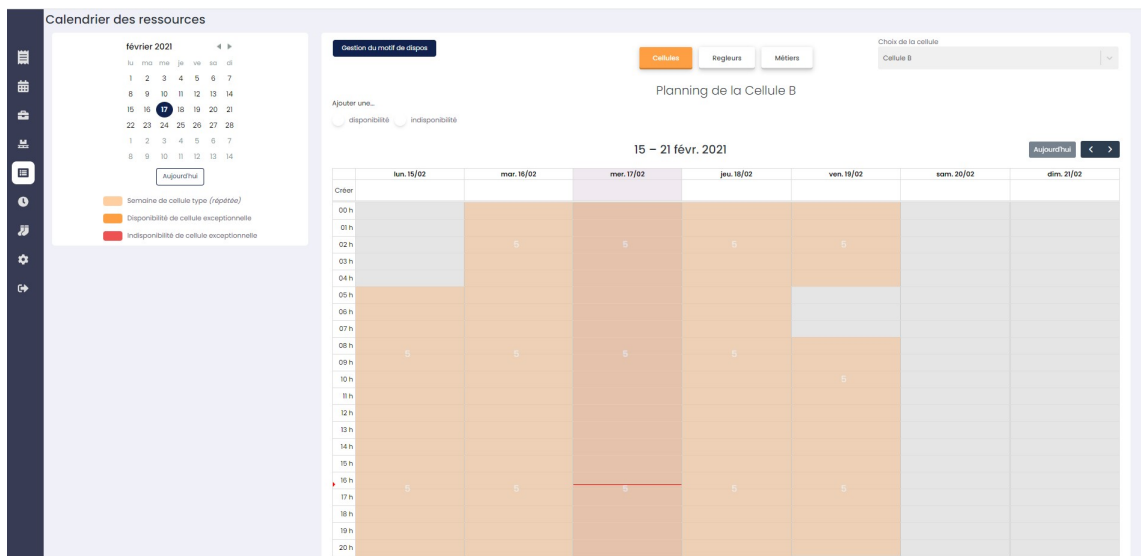 Calendrier des ressources
février 2021
lu ma me je ve sa di
1 2 3 4 5 6 7
8 9 10 11 12 13 14
15 16 17 18 19 20 21
22 23 24 25 26 27 28
1 2 3 4 5 6 7
8 9 10 11 12 13 14
Aujourd'hui
Semaine de cellule type (répétée)
Disponibilité de cellule exceptionnelle
Indisponibilité de cellule exceptionnelle
Gestion du motif de dispos
Cellules Regleurs Métiers
Choix de la cellule
Cellule B
Planning de la Cellule B
Ajouter une...
disponibilité indisponibilité
15 – 21 févr. 2021
Aujourd'hui
lun. 15/02 mar. 16/02 mer. 17/02 jeu. 18/02 ven. 19/02 sam. 20/02 dim. 21/02
Créer
00 h
01 h
02 h 5 5 5 5
03 h
04 h
05 h
06 h
07 h
08 h
5 5 5 5
09 h
10 h 5
11 h
12 h
13 h
14 h
15 h
16 h
5 5 5 5 5
17 h
18 h
19 h
20 h